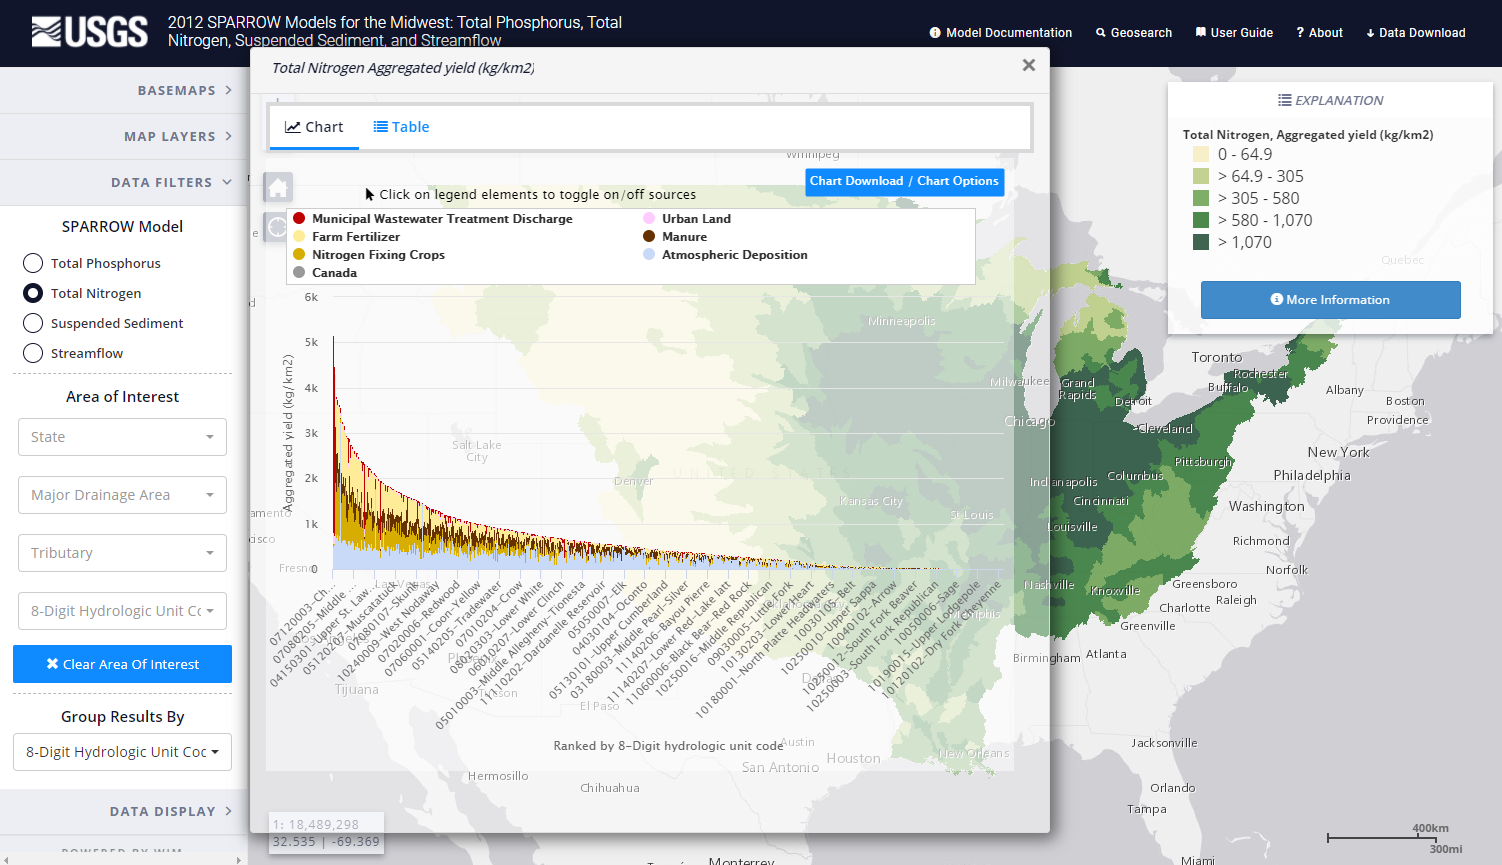 USGS
2012 SPARROW Models for the Midwest: Total Phosphorus, Total
Nitrogen, Suspended Sediment, and Streamflow
Model Documentation
Geosearch
User Guide
? About
Data Download
BASEMAPS
MAP LAYERS
DATA FILTERS
SPARROW Model
Total Phosphorus
Total Nitrogen
Suspended Sediment
Streamflow
Area of Interest
State
Major Drainage Area
Tributary
8-Digit Hydrologic Unit Cc
Clear Area Of Interest
Group Results By
8-Digit Hydrologic Unit Coc
DATA DISPLAY
POWERED BY WIM
Total Nitrogen Aggregated yield (kg/km2)
Chart
Table
Winnipeg
Click on legend elements to toggle on/off sources
Chart Download / Chart Options
Municipal Wastewater Treatment Discharge
Urban Land
Farm Fertilizer
Manure
Nitrogen Fixing Crops
Atmospheric Deposition
Canada
Aggregated yield (kg/km2)
6k
5k
4k
3k
2k
1k
0
07120003-Ch...
07080205-Middle ...
04150301-Upper St. Law...
05120207-Muscatatuck
07080107-Skunk
10240009-West Nodaway
07020006-Redwood
07060001-Coon-Yellow
05140205-Tradewater
07010204-Crow
08020303-Lower White
06010207-Lower Clinch
05010003-Middle Allegheny-Tionesta
11110202-Dardanelle Reservoir
05050007-Elk
04030104-Oconto
05130101-Upper Cumberland
03180003-Middle Pearl-Silver
11140206-Bayou Pierre
11140207-Lower Red-Lake Iatt
11060006-Black Bear-Red Rock
10250016-Middle Republican
09030005-Little Fork
10130203-Lower Heart
10180001-North Platte Headwaters
Belt
10250010-Upper Sappa
10040102-Arrow
10250012-South Fork Beaver
10250003-South Fork Republican
10050006-Sage
10190015-Upper Lodgepole
10120102-Dry Fork Cheyenne
Ranked by 8-Digit hydrologic unit code
Minneapolis
Milwaukee
Chicago
Salt Lake
City
Denver
UNITED STATES
Kansas City
St Louis
Las Vegas
Fresno
Memphis
Tijuana
Tucson
El Paso
Austin
San Antonio
Houston
New Orleans
Hermosillo
Chihuahua
Monterrey
1: 18,489,298
32.535 | -69.369
EXPLANATION
Total Nitrogen, Aggregated yield (kg/km2)
0 - 64.9
> 64.9 - 305
> 305 - 580
> 580 - 1,070
> 1,070
Quebec
More Information
Toronto
Rochester
Buffalo
Grand
Rapids
Detroit
Albany
Boston
Providence
Cleveland
New York
Pittsburgh
Philadelphia
Columbus
Indianapolis
Cincinnati
Washington
Louisville
Richmond
Norfolk
Nashville
Knoxville
Greensboro
Raleigh
Charlotte
Greenville
Birmingham
Atlanta
Jacksonville
Orlando
Tampa
Miami
400km
300mi